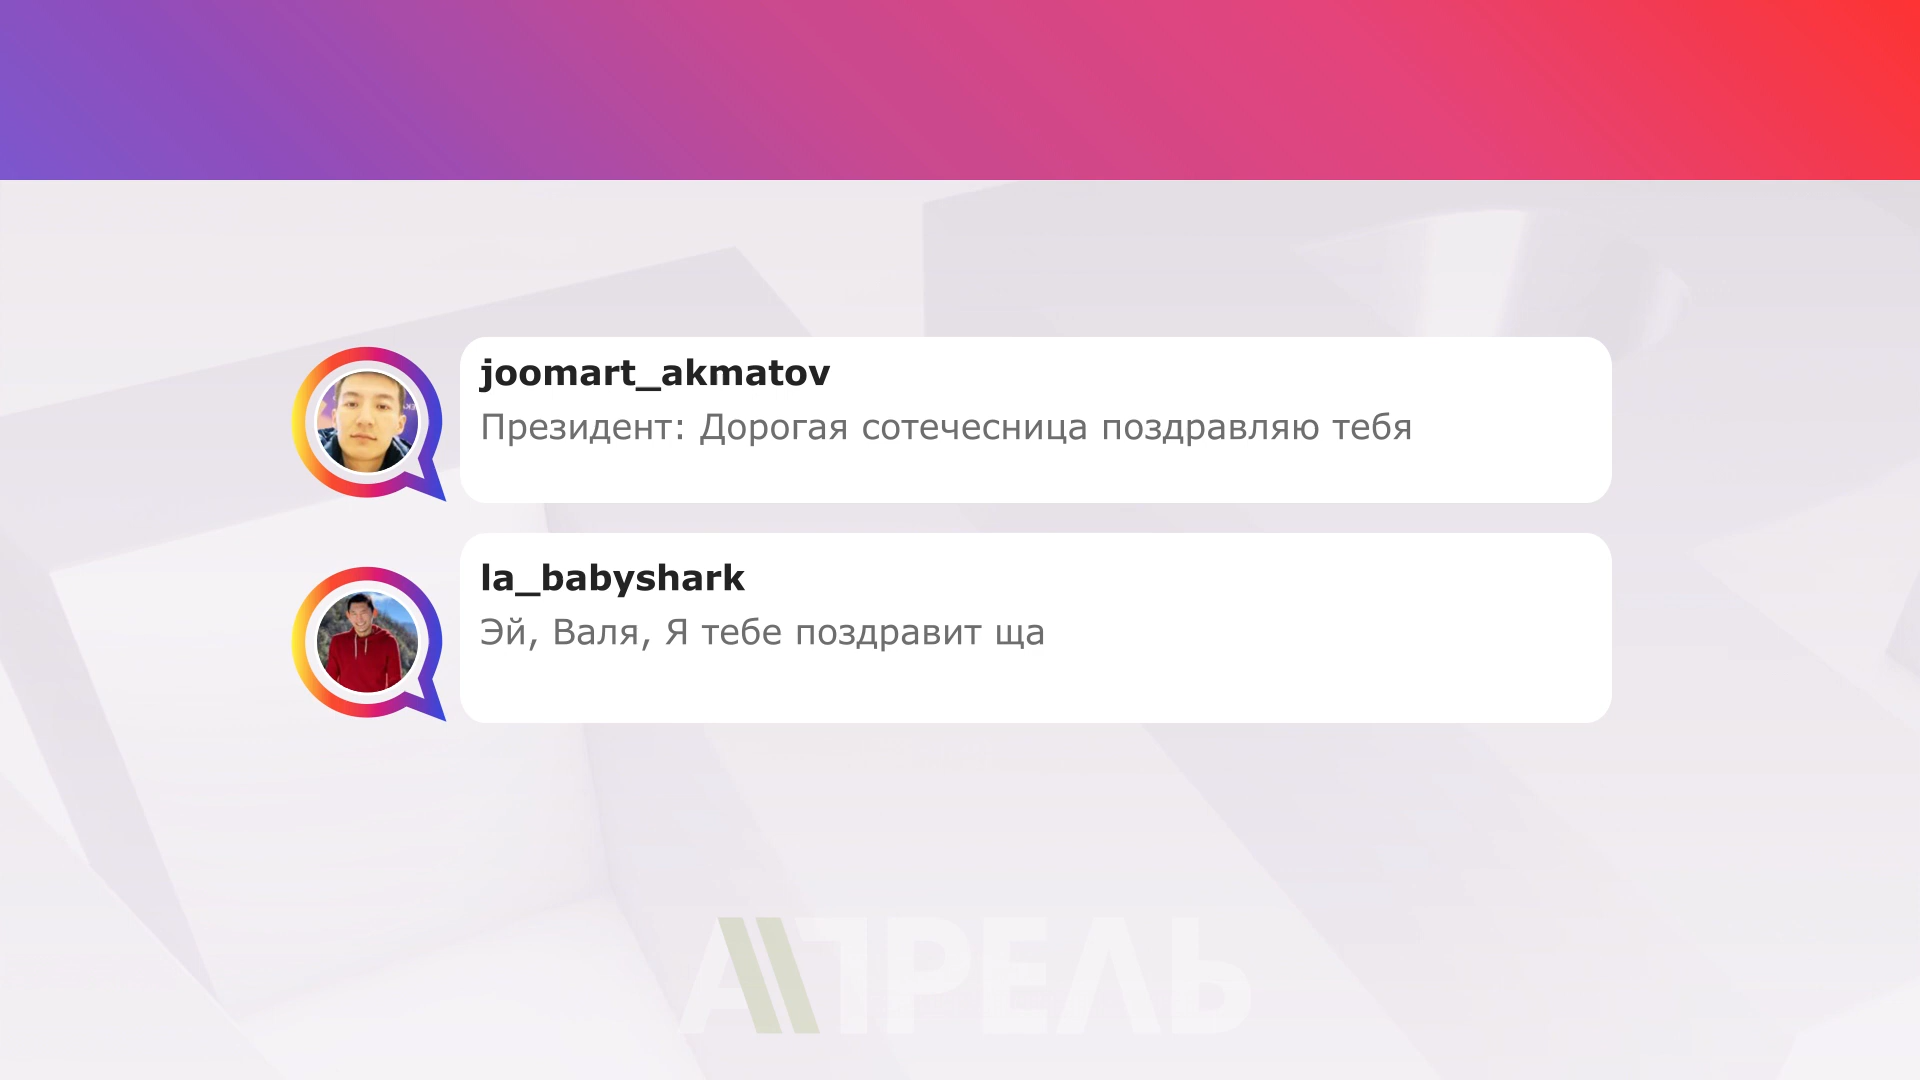 joomart_akmatov
Президент: Дорогая сотечесница поздравляю тебя
la_babyshark
Эй, Валя, Я тебе поздравит ща
АПРЕЛЬ